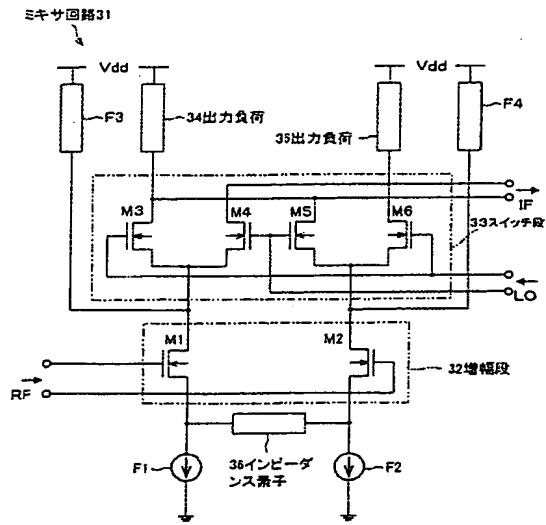 ミキサ回路31
Vdd
Vdd
F3
34出力負荷
35出力負荷
F4
M3
M4
M5
M6
IF
33スイッチ段
LO
M1
M2
RF
32増幅段
F1
36インピーダ
ンス素子
F2